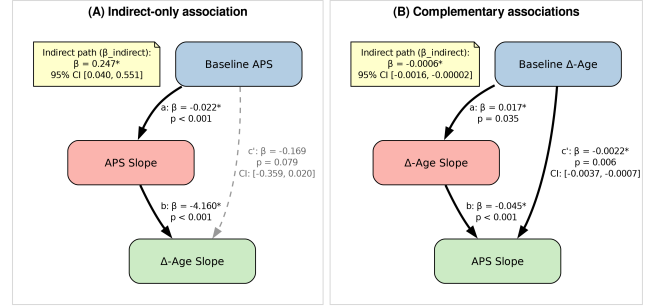 (A) Indirect-only association
Indirect path (β_indirect):
β = 0.247*
95% CI [0.040, 0.551]
Baseline APS
a: β = -0.022*
p < 0.001
APS Slope
c': β = -0.169
p = 0.079
CI: [-0.359, 0.020]
b: β = -4.160*
p < 0.001
Δ-Age Slope
(B) Complementary associations
Indirect path (β_indirect):
β = -0.0006*
95% CI [-0.0016, -0.00002]
Baseline Δ-Age
a: β = 0.017*
p = 0.035
Δ-Age Slope
c': β = -0.0022*
p = 0.006
CI: [-0.0037, -0.0007]
b: β = -0.045*
p < 0.001
APS Slope